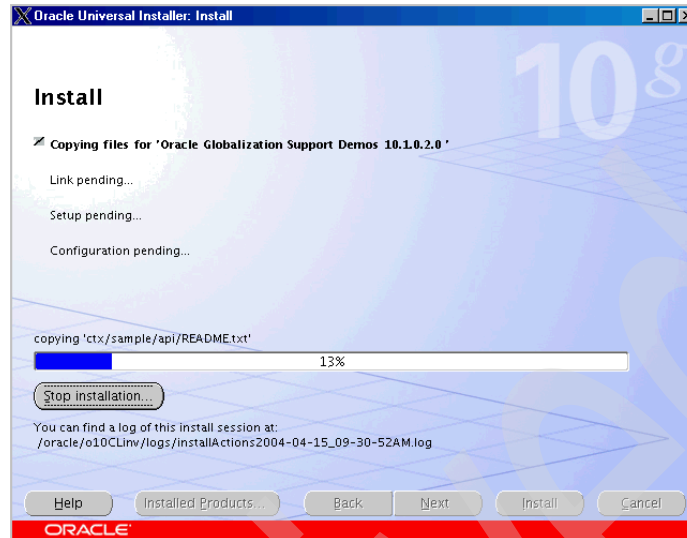 Oracle Universal Installer: Install
10g
Install
Copying files for 'Oracle Globalization Support Demos 10.1.0.2.0 '
Link pending...
Setup pending...
Configuration pending...
copying 'ctx/sample/api/README.txt'
13%
Stop installation...
You can find a log of this install session at:
/oracle/o10CLinv/logs/installActions2004-04-15_09-30-52AM.log
Help Installed Products... Back Next Install Cancel
ORACLE